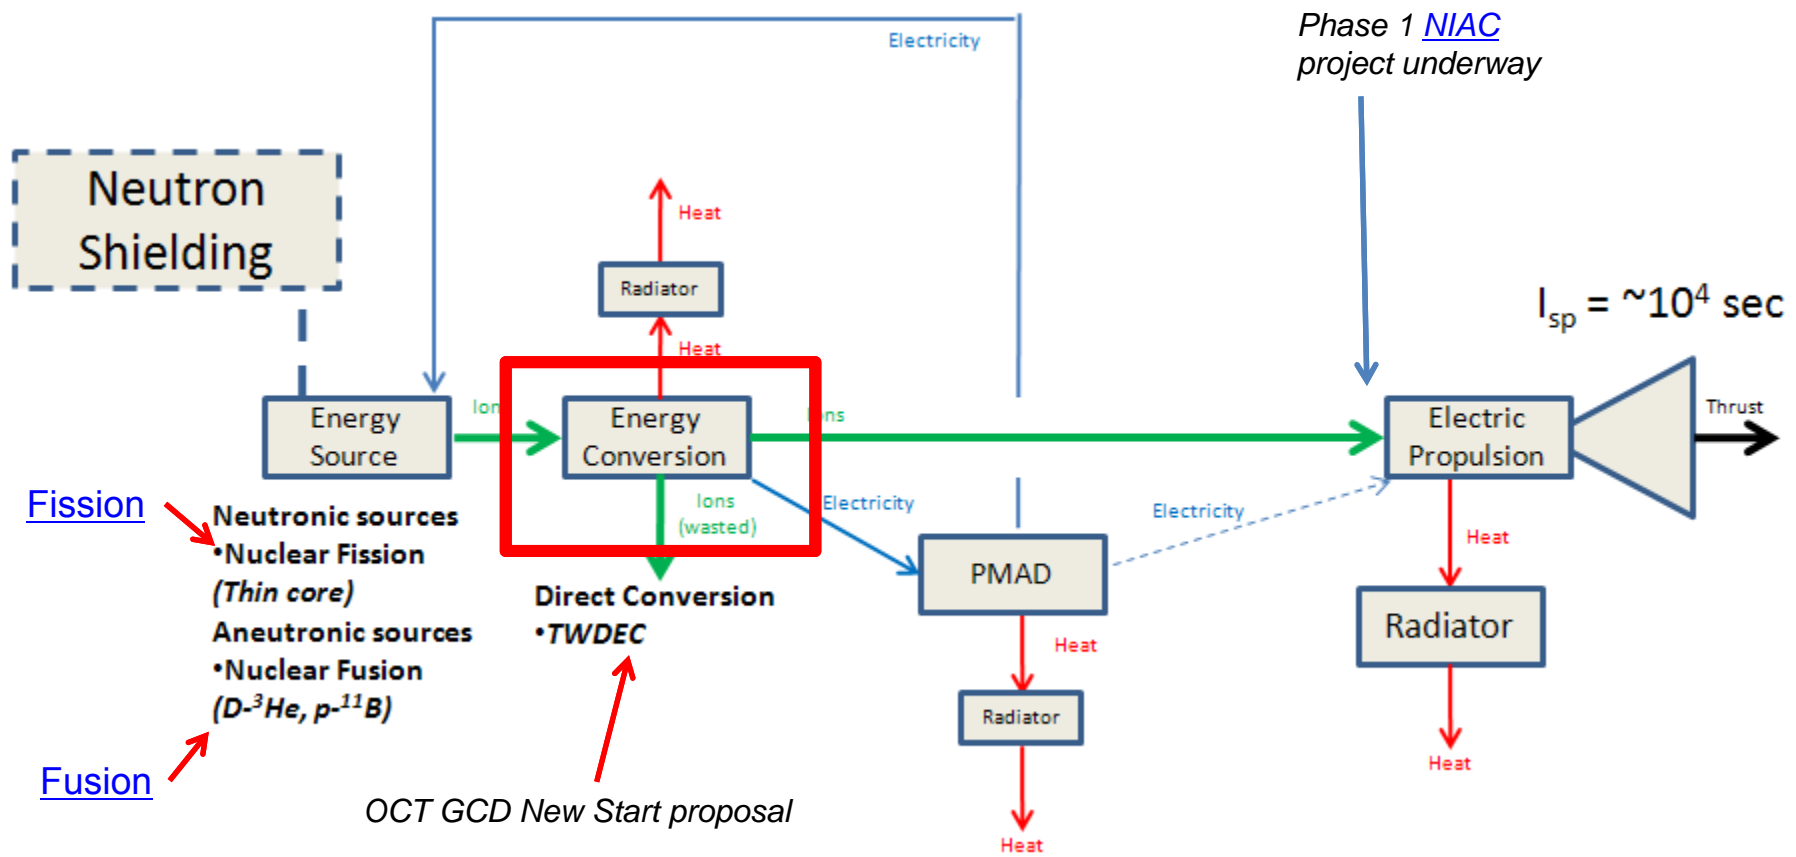 Phase 1 NIAC
project underway
Electricity
Neutron
Shielding
Heat
Radiator
Heat
Isp = ~10⁴ sec
Energy
Source
Ions
Energy
Conversion
Ions
Electric
Propulsion
Thrust
Ions
(wasted)
Electricity
Electricity
Fission
Neutronic sources
•Nuclear Fission
(Thin core)
Aneutronic sources
•Nuclear Fusion
(D-³He, p-¹¹B)
Fusion
Direct Conversion
•TWDEC
OCT GCD New Start proposal
PMAD
Heat
Radiator
Heat
Heat
Radiator
Heat